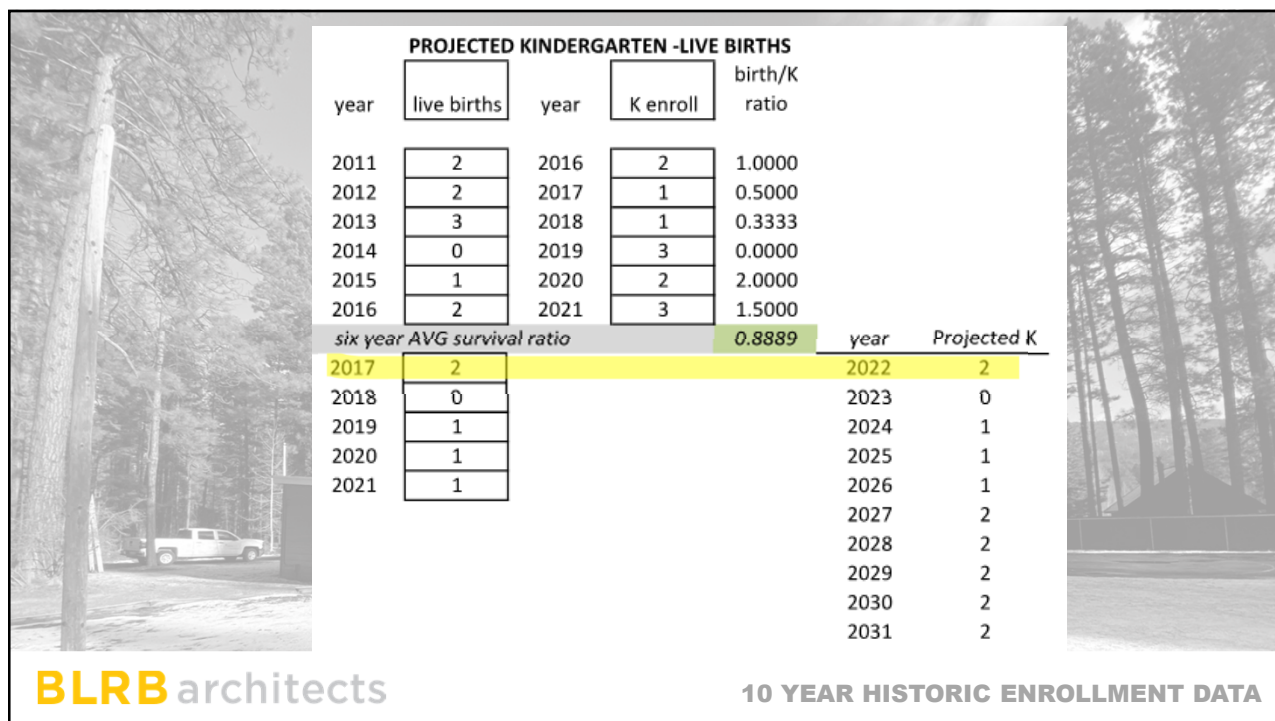 PROJECTED KINDERGARTEN -LIVE BIRTHS
birth/K
year live births year K enroll ratio
2011 2 2016 2 1.0000
2012 2 2017 1 0.5000
2013 3 2018 1 0.3333
2014 0 2019 3 0.0000
2015 1 2020 2 2.0000
2016 2 2021 3 1.5000
six year AVG survival ratio 0.8889 year Projected K
2017 2 2022 2
2018 0 2023 0
2019 1 2024 1
2020 1 2025 1
2021 1 2026 1
2027 2
2028 2
2029 2
2030 2
2031 2
BLRB architects 10 YEAR HISTORIC ENROLLMENT DATA